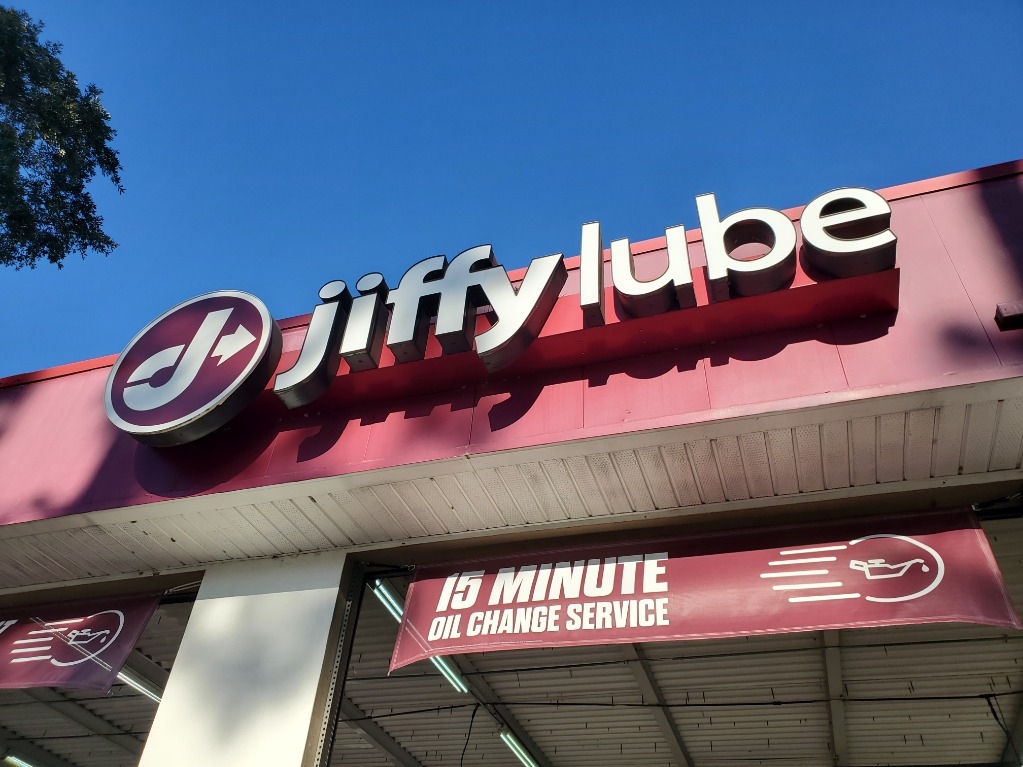 jiffy lube
15 MINUTE
OIL CHANGE SERVICE